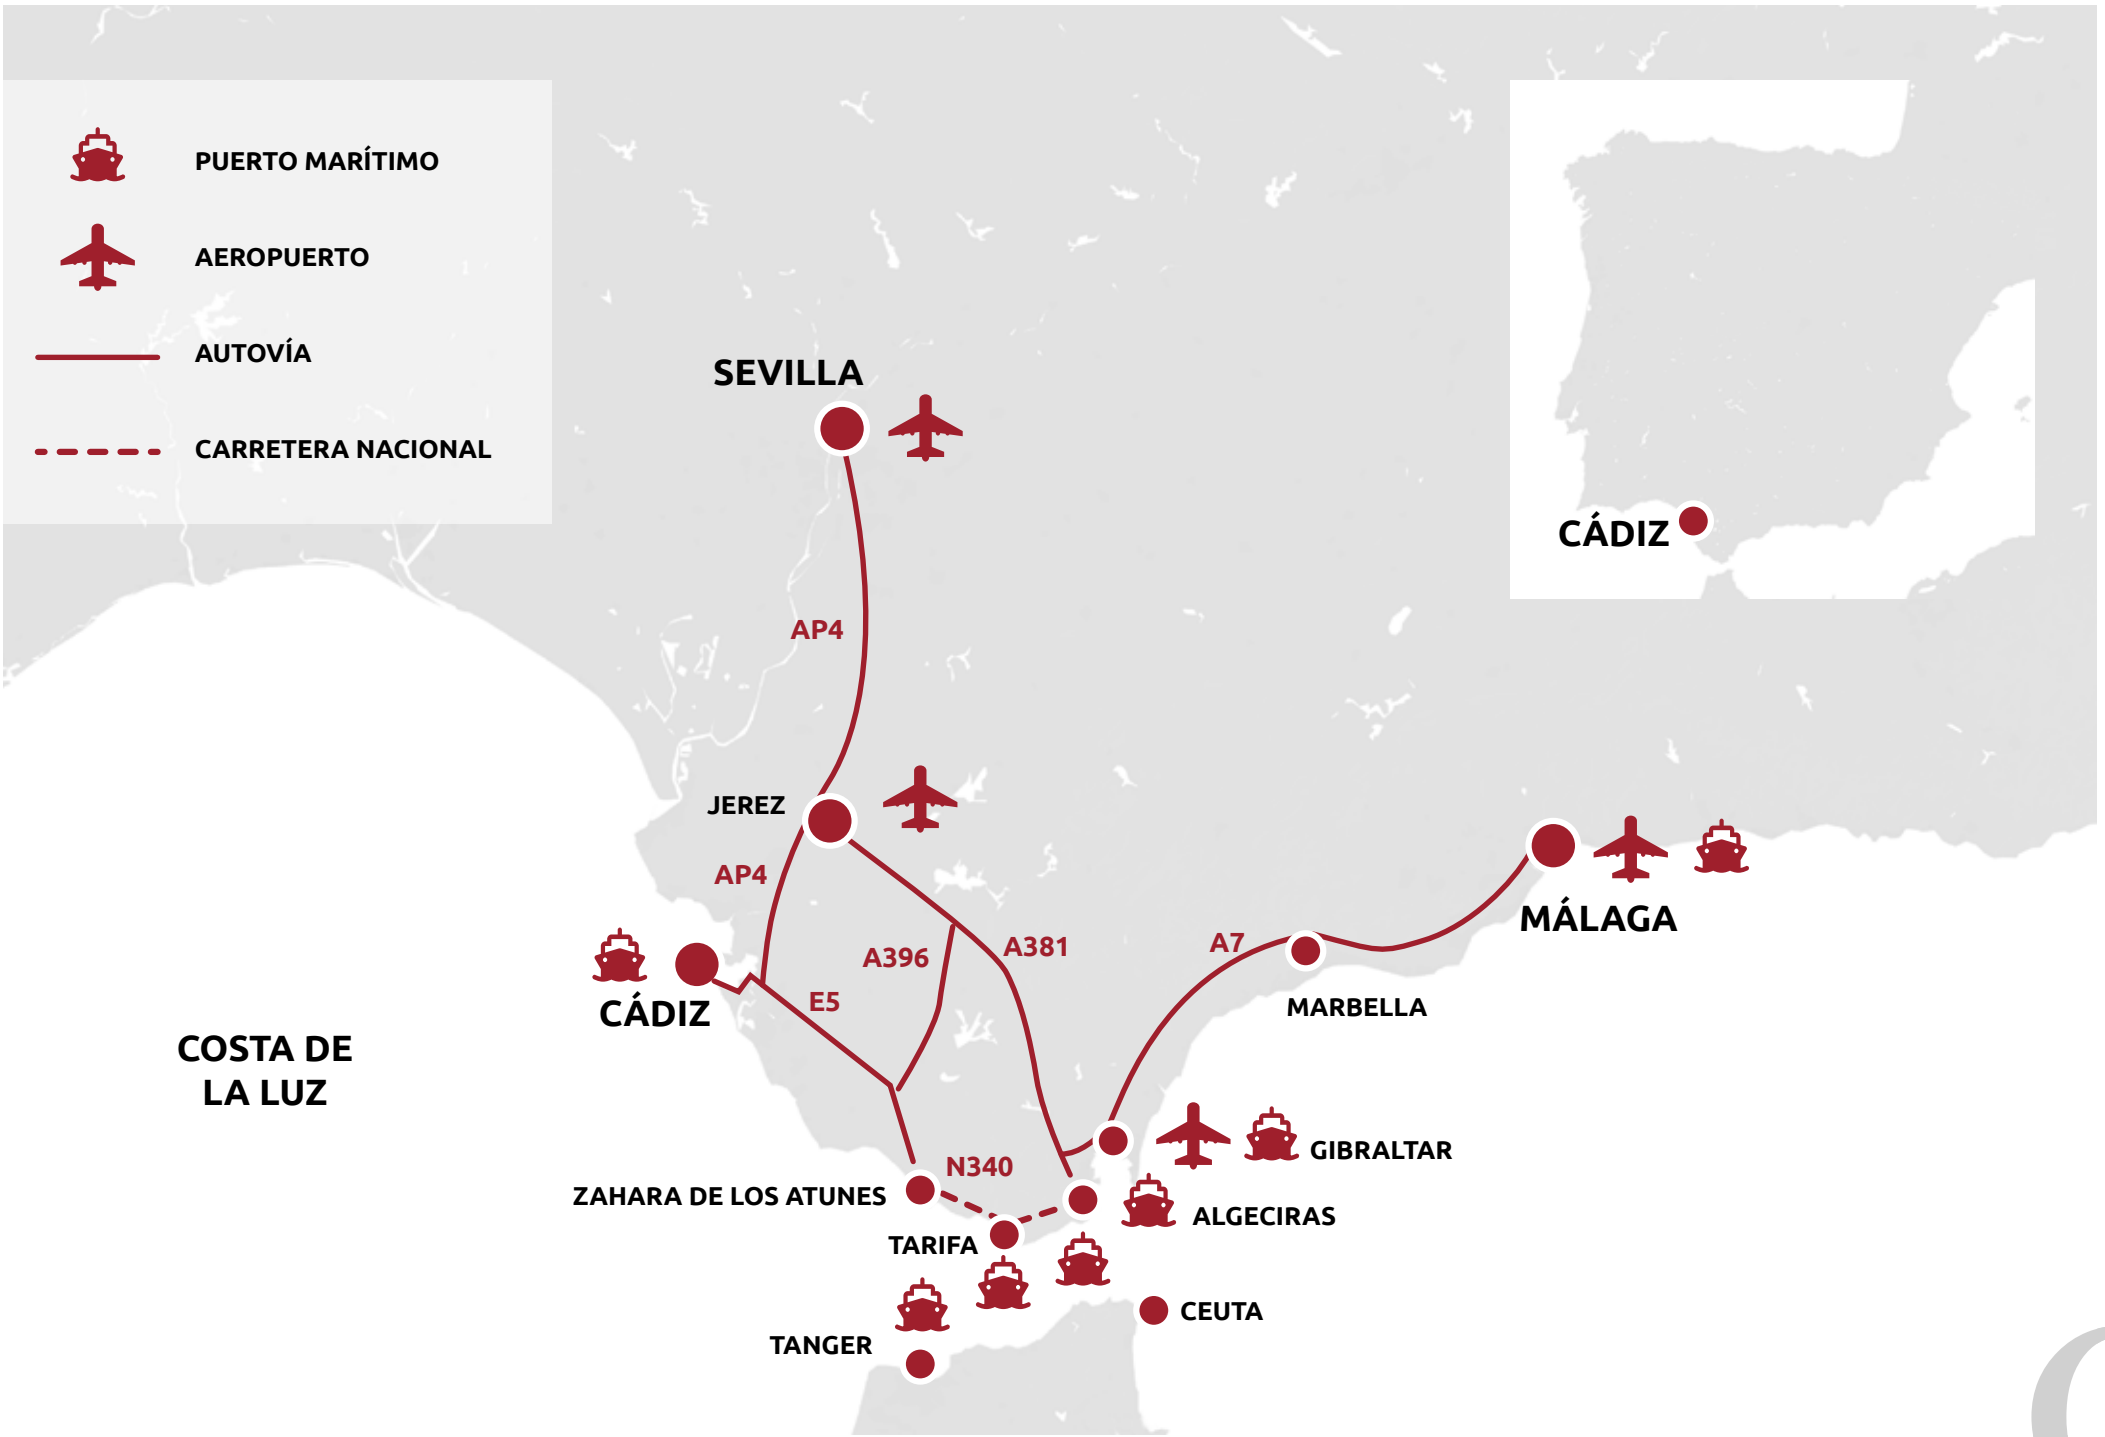 PUERTO MARÍTIMO
AEROPUERTO
AUTOVÍA
CARRETERA NACIONAL
SEVILLA
CÁDIZ
AP4
JEREZ
AP4
MÁLAGA
A396
A381
A7
E5
CÁDIZ
MARBELLA
COSTA DE
LA LUZ
GIBRALTAR
N340
ZAHARA DE LOS ATUNES
ALGECIRAS
TARIFA
CEUTA
TANGER